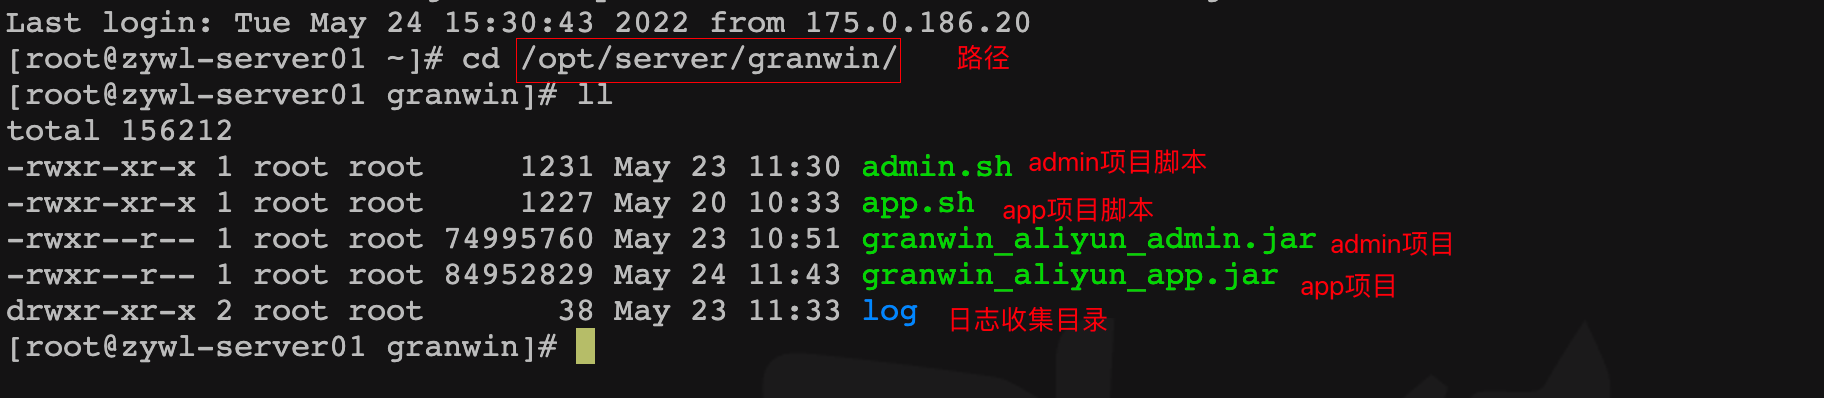 Last login: Tue May 24 15:30:43 2022 from 175.0.186.20
[root@zywl-server01 ~]# cd /opt/server/granwin/ 路径
[root@zywl-server01 granwin]# ll
total 156212
-rwxr-xr-x 1 root root     1231 May 23 11:30 admin.sh admin项目脚本
-rwxr-xr-x 1 root root     1227 May 20 10:33 app.sh app项目脚本
-rwxr--r-- 1 root root 74995760 May 23 10:51 granwin_aliyun_admin.jar admin项目
-rwxr--r-- 1 root root 84952829 May 24 11:43 granwin_aliyun_app.jar app项目
drwxr-xr-x 2 root root       38 May 23 11:33 log 日志收集目录
[root@zywl-server01 granwin]#